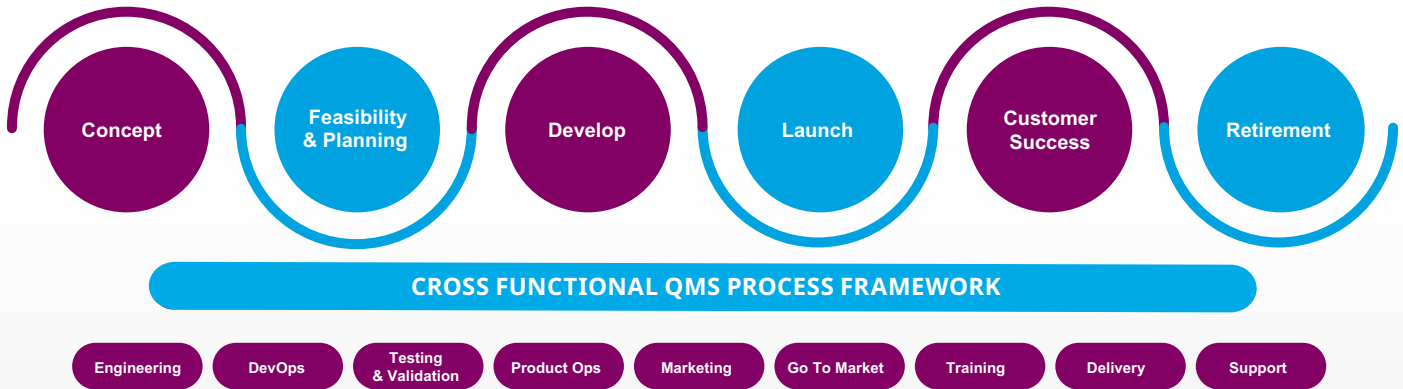 Concept
Feasibility
& Planning
Develop
Launch
Customer
Success
Retirement
CROSS FUNCTIONAL QMS PROCESS FRAMEWORK
Engineering
DevOps
Testing
& Validation
Product Ops
Marketing
Go To Market
Training
Delivery
Support